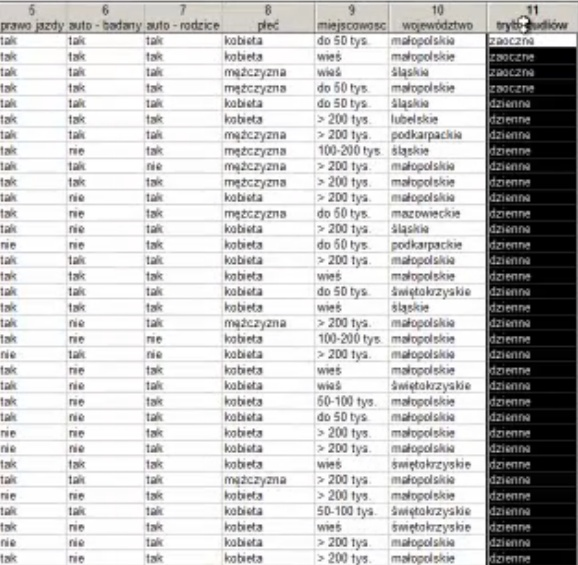 5 6 7 8 9 10 11
prawo jazdy auto - badany auto - rodzice płeć miejscowosc województwo tryb studiów
tak tak tak kobieta do 50 tys. małopolskie zaoczne
tak tak tak kobieta wieś małopolskie zaoczne
tak tak tak mężczyzna wieś śląskie zaoczne
tak tak tak mężczyzna do 50 tys. małopolskie zaoczne
tak tak tak kobieta do 50 tys. śląskie dzienne
tak tak tak kobieta > 200 tys. lubelskie dzienne
tak tak tak mężczyzna > 200 tys. podkarpackie dzienne
tak nie tak mężczyzna 100-200 tys. śląskie dzienne
tak tak nie mężczyzna > 200 tys. małopolskie dzienne
tak tak tak mężczyzna > 200 tys. małopolskie dzienne
tak nie tak kobieta > 200 tys. małopolskie dzienne
tak nie tak mężczyzna do 50 tys. mazowieckie dzienne
tak tak tak kobieta > 200 tys. śląskie dzienne
nie nie tak kobieta do 50 tys. podkarpackie dzienne
tak tak tak kobieta > 200 tys. małopolskie dzienne
tak tak tak kobieta wieś małopolskie dzienne
tak tak tak kobieta do 50 tys. świętokrzyskie dzienne
tak tak tak kobieta wieś śląskie dzienne
tak nie tak mężczyzna > 200 tys. małopolskie dzienne
tak nie nie kobieta 100-200 tys. małopolskie dzienne
nie tak tak kobieta > 200 tys. małopolskie dzienne
tak nie tak kobieta wieś małopolskie dzienne
tak nie tak kobieta wieś świętokrzyskie dzienne
tak nie tak kobieta 50-100 tys. małopolskie dzienne
tak nie tak kobieta do 50 tys. małopolskie dzienne
nie nie tak kobieta > 200 tys. małopolskie dzienne
nie nie tak kobieta > 200 tys. małopolskie dzienne
tak tak tak kobieta wieś świętokrzyskie dzienne
tak nie tak mężczyzna > 200 tys. małopolskie dzienne
nie nie tak kobieta > 200 tys. małopolskie dzienne
tak nie tak kobieta 50-100 tys. świętokrzyskie dzienne
tak nie tak kobieta wieś świętokrzyskie dzienne
nie nie tak kobieta > 200 tys. małopolskie dzienne
tak nie tak kobieta > 200 tys. małopolskie dzienne